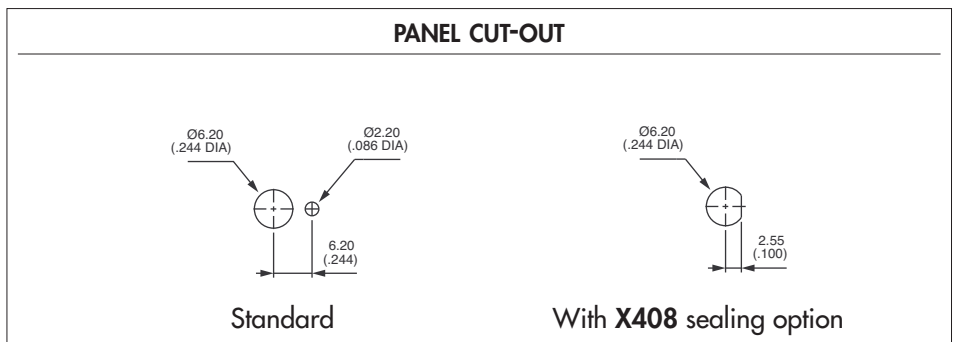 PANEL CUT-OUT
Ø6.20
(.244 DIA)
Ø2.20
(.086 DIA)
6.20
(.244)
Standard
Ø6.20
(.244 DIA)
2.55
(.100)
With X408 sealing option